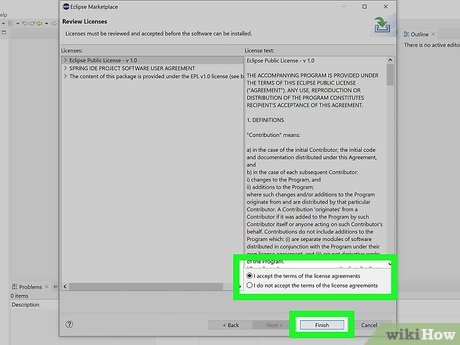 Eclipse Marketplace
Review Licenses
Licenses must be reviewed and accepted before the software can be installed.
Licenses:
License text:
Eclipse Public License - v 1.0
SPRING IDE PROJECT SOFTWARE USER AGREEMENT
The content of this package is provided under the EPL v1.0 license (see b
Eclipse Public License - v 1.0
THE ACCOMPANYING PROGRAM IS PROVIDED UNDER
THE TERMS OF THIS ECLIPSE PUBLIC LICENSE
("AGREEMENT"). ANY USE, REPRODUCTION OR
DISTRIBUTION OF THE PROGRAM CONSTITUTES
RECIPIENT'S ACCEPTANCE OF THIS AGREEMENT.
1. DEFINITIONS
"Contribution" means:
a) in the case of the initial Contributor, the initial code
and documentation distributed under this Agreement,
and
b) in the case of each subsequent Contributor:
i) changes to the Program, and
ii) additions to the Program;
where such changes and/or additions to the Program
originate from and are distributed by that particular
Contributor. A Contribution 'originates' from a
Contributor if it was added to the Program by such
Contributor itself or anyone acting on such Contributor's
behalf. Contributions do not include additions to the
Program which: (i) are separate modules of software
distributed in conjunction with the Program under their
own license agreement, and (ii) are not derivative works
of the Program.
I accept the terms of the license agreements
I do not accept the terms of the license agreements
< Back
Next >
Finish
Cancel
Outline
There is no active edito
Problems
0 items
Description
wikiHow